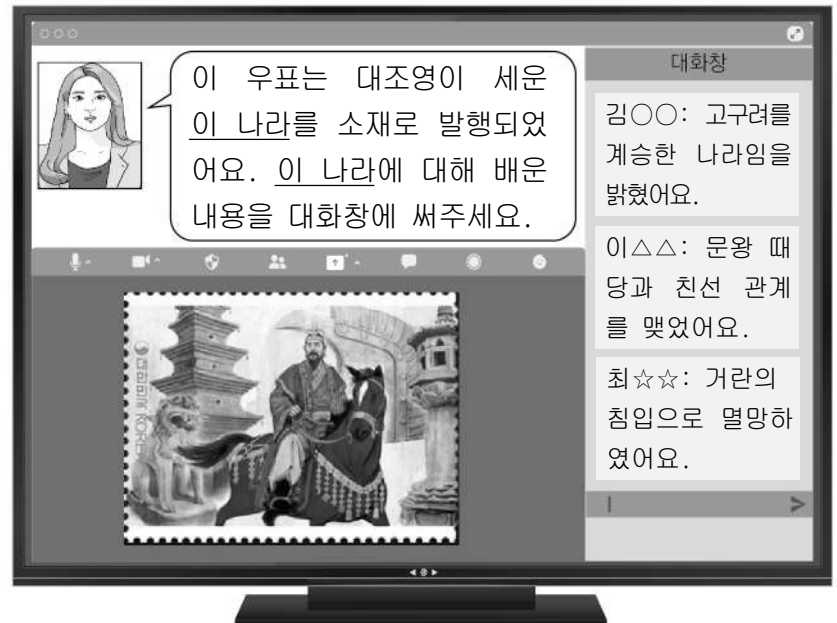 이 우표는 대조영이 세운
이 나라를 소재로 발행되었
어요. 이 나라에 대해 배운
내용을 대화창에 써주세요.
대화창
김○○: 고구려를
계승한 나라임을
밝혔어요.
이△△: 문왕 때
당과 친선 관계
를 맺었어요.
최☆☆: 거란의
침입으로 멸망하
였어요.
대한민국 KOREA